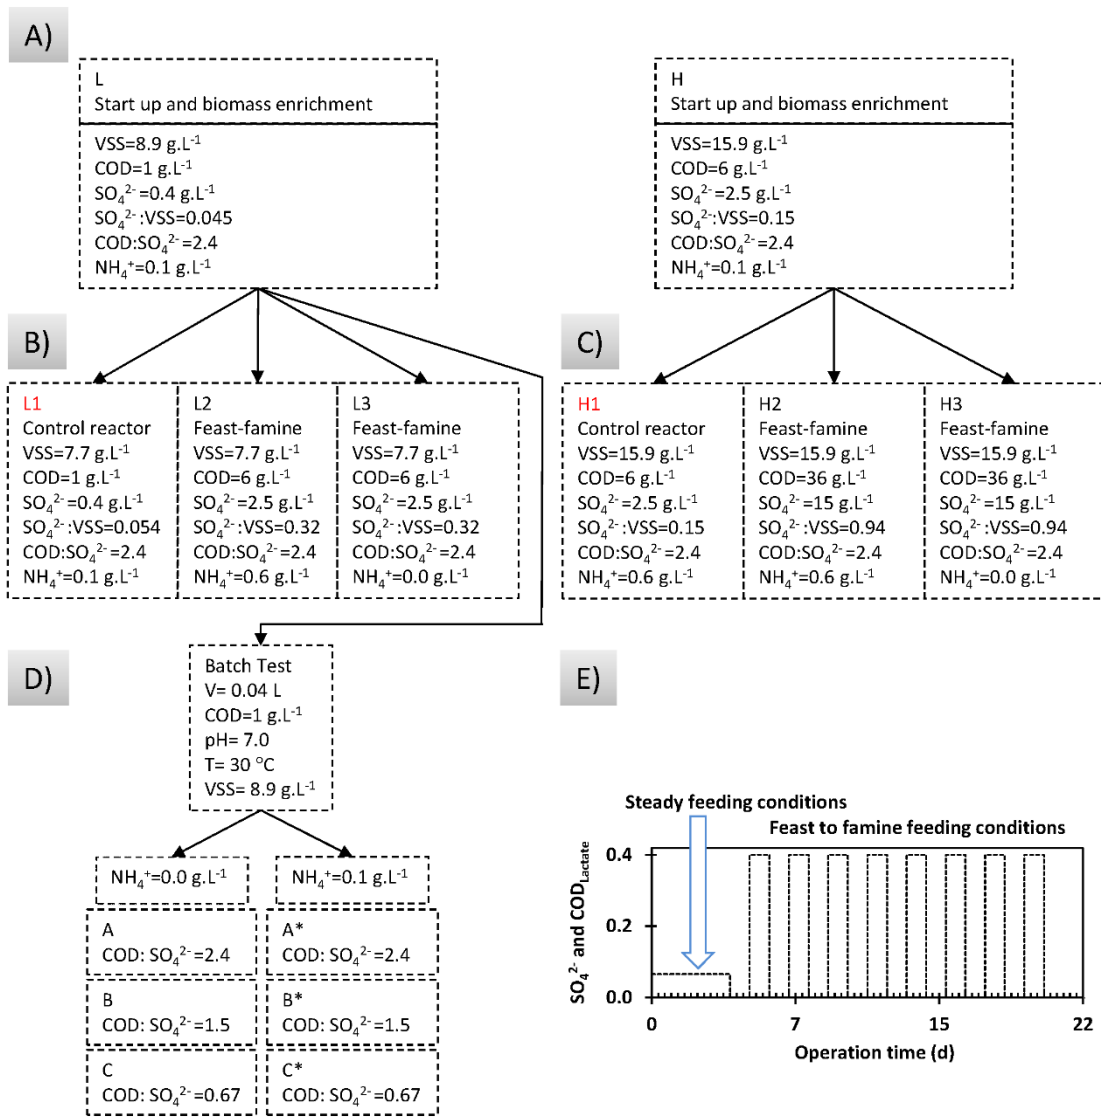 A)
L
Start up and biomass enrichment
VSS=8.9 g.L⁻¹
COD=1 g.L⁻¹
SO₄²⁻=0.4 g.L⁻¹
SO₄²⁻:VSS=0.045
COD:SO₄²⁻=2.4
NH₄⁺=0.1 g.L⁻¹
H
Start up and biomass enrichment
VSS=15.9 g.L⁻¹
COD=6 g.L⁻¹
SO₄²⁻=2.5 g.L⁻¹
SO₄²⁻:VSS=0.15
COD:SO₄²⁻=2.4
NH₄⁺=0.1 g.L⁻¹
B)
L1
Control reactor
VSS=7.7 g.L⁻¹
COD=1 g.L⁻¹
SO₄²⁻=0.4 g.L⁻¹
SO₄²⁻:VSS=0.054
COD:SO₄²⁻=2.4
NH₄⁺=0.1 g.L⁻¹
L2
Feast-famine
VSS=7.7 g.L⁻¹
COD=6 g.L⁻¹
SO₄²⁻=2.5 g.L⁻¹
SO₄²⁻:VSS=0.32
COD:SO₄²⁻=2.4
NH₄⁺=0.6 g.L⁻¹
L3
Feast-famine
VSS=7.7 g.L⁻¹
COD=6 g.L⁻¹
SO₄²⁻=2.5 g.L⁻¹
SO₄²⁻:VSS=0.32
COD:SO₄²⁻=2.4
NH₄⁺=0.0 g.L⁻¹
C)
H1
Control reactor
VSS=15.9 g.L⁻¹
COD=6 g.L⁻¹
SO₄²⁻=2.5 g.L⁻¹
SO₄²⁻:VSS=0.15
COD:SO₄²⁻=2.4
NH₄⁺=0.6 g.L⁻¹
H2
Feast-famine
VSS=15.9 g.L⁻¹
COD=36 g.L⁻¹
SO₄²⁻=15 g.L⁻¹
SO₄²⁻:VSS=0.94
COD:SO₄²⁻=2.4
NH₄⁺=0.6 g.L⁻¹
H3
Feast-famine
VSS=15.9 g.L⁻¹
COD=36 g.L⁻¹
SO₄²⁻=15 g.L⁻¹
SO₄²⁻:VSS=0.94
COD:SO₄²⁻=2.4
NH₄⁺=0.0 g.L⁻¹
D)
Batch Test
V= 0.04 L
COD=1 g.L⁻¹
pH= 7.0
T= 30 °C
VSS= 8.9 g.L⁻¹
NH₄⁺=0.0 g.L⁻¹
A
COD: SO₄²⁻=2.4
B
COD: SO₄²⁻=1.5
C
COD: SO₄²⁻=0.67
NH₄⁺=0.1 g.L⁻¹
A*
COD: SO₄²⁻=2.4
B*
COD: SO₄²⁻=1.5
C*
COD: SO₄²⁻=0.67
E)
Steady feeding conditions
Feast to famine feeding conditions
SO₄²⁻ and COD_Lactate
0.4
0.2
0.0
0 7 15 22
Operation time (d)